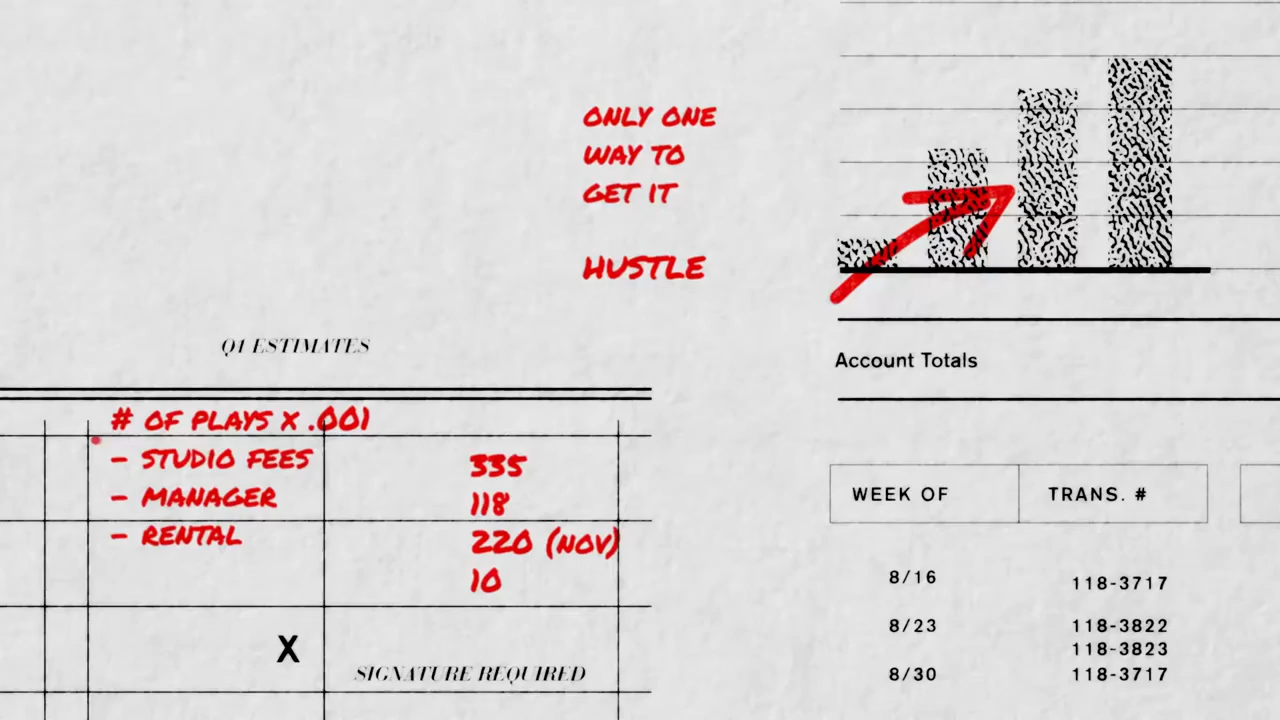 ONLY ONE
WAY TO
GET IT
HUSTLE
Q1 ESTIMATES
# OF PLAYS X .001
- STUDIO FEES
- MANAGER
- RENTAL
335
118
220 (NOV)
10
X
SIGNATURE REQUIRED
Account Totals
WEEK OF
TRANS. #
8/16
118-3717
8/23
118-3822
118-3823
8/30
118-3717